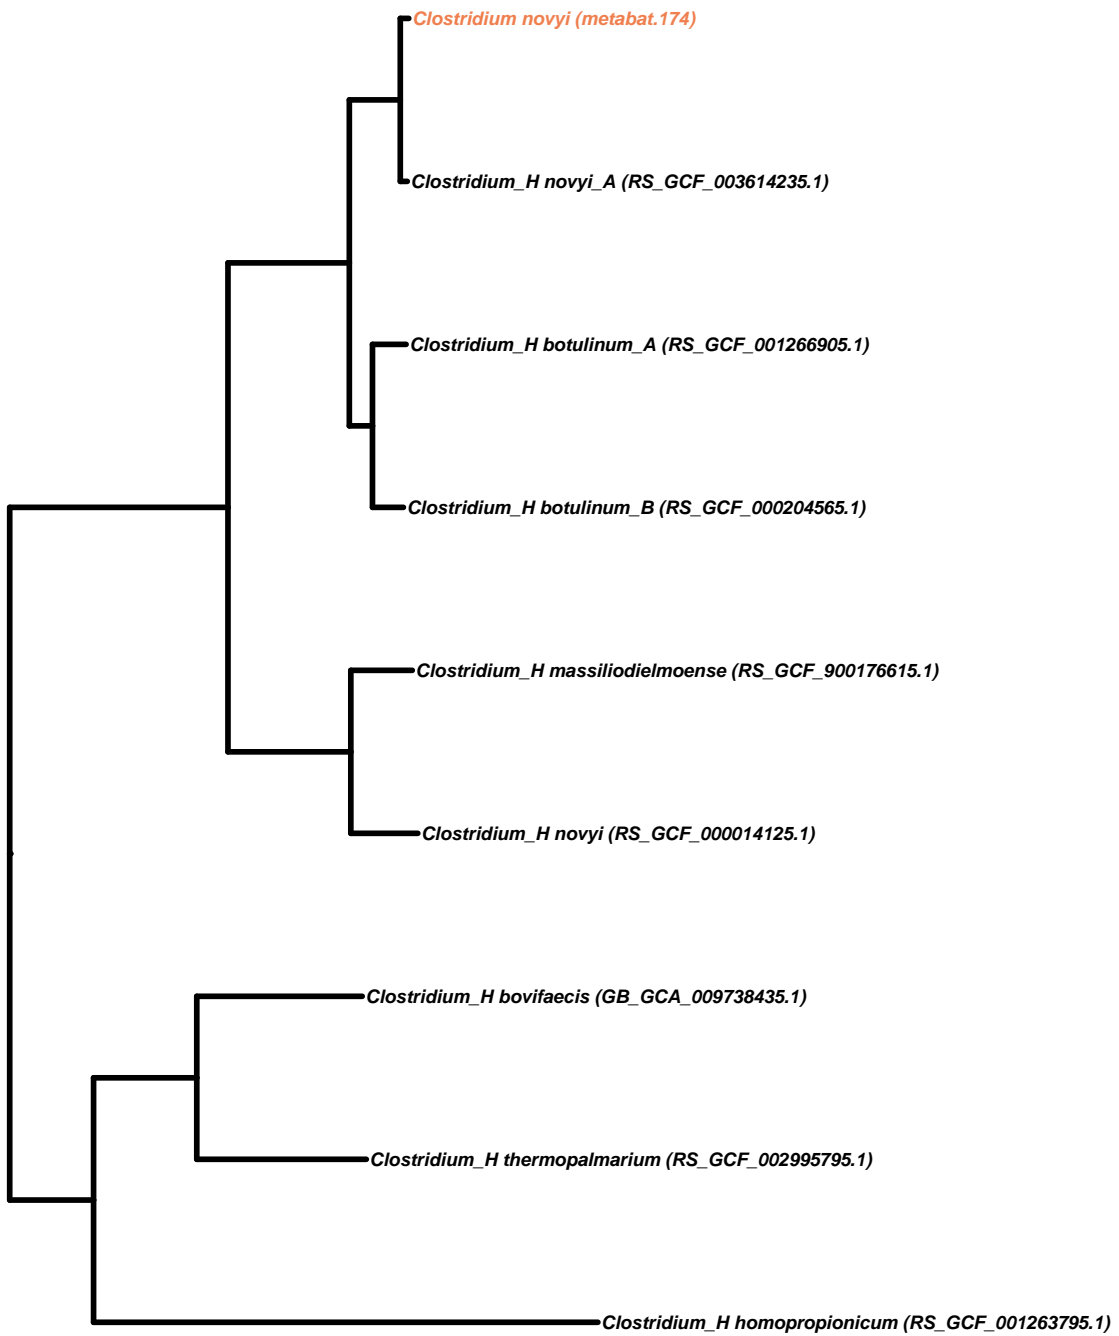 Clostridium novyi (metabat.174)
Clostridium_H novyi_A (RS_GCF_003614235.1)
Clostridium_H botulinum_A (RS_GCF_001266905.1)
Clostridium_H botulinum_B (RS_GCF_000204565.1)
Clostridium_H massiliodielmoense (RS_GCF_900176615.1)
Clostridium_H novyi (RS_GCF_000014125.1)
Clostridium_H bovifaecis (GB_GCA_009738435.1)
Clostridium_H thermopalmarium (RS_GCF_002995795.1)
Clostridium_H homopropionicum (RS_GCF_001263795.1)